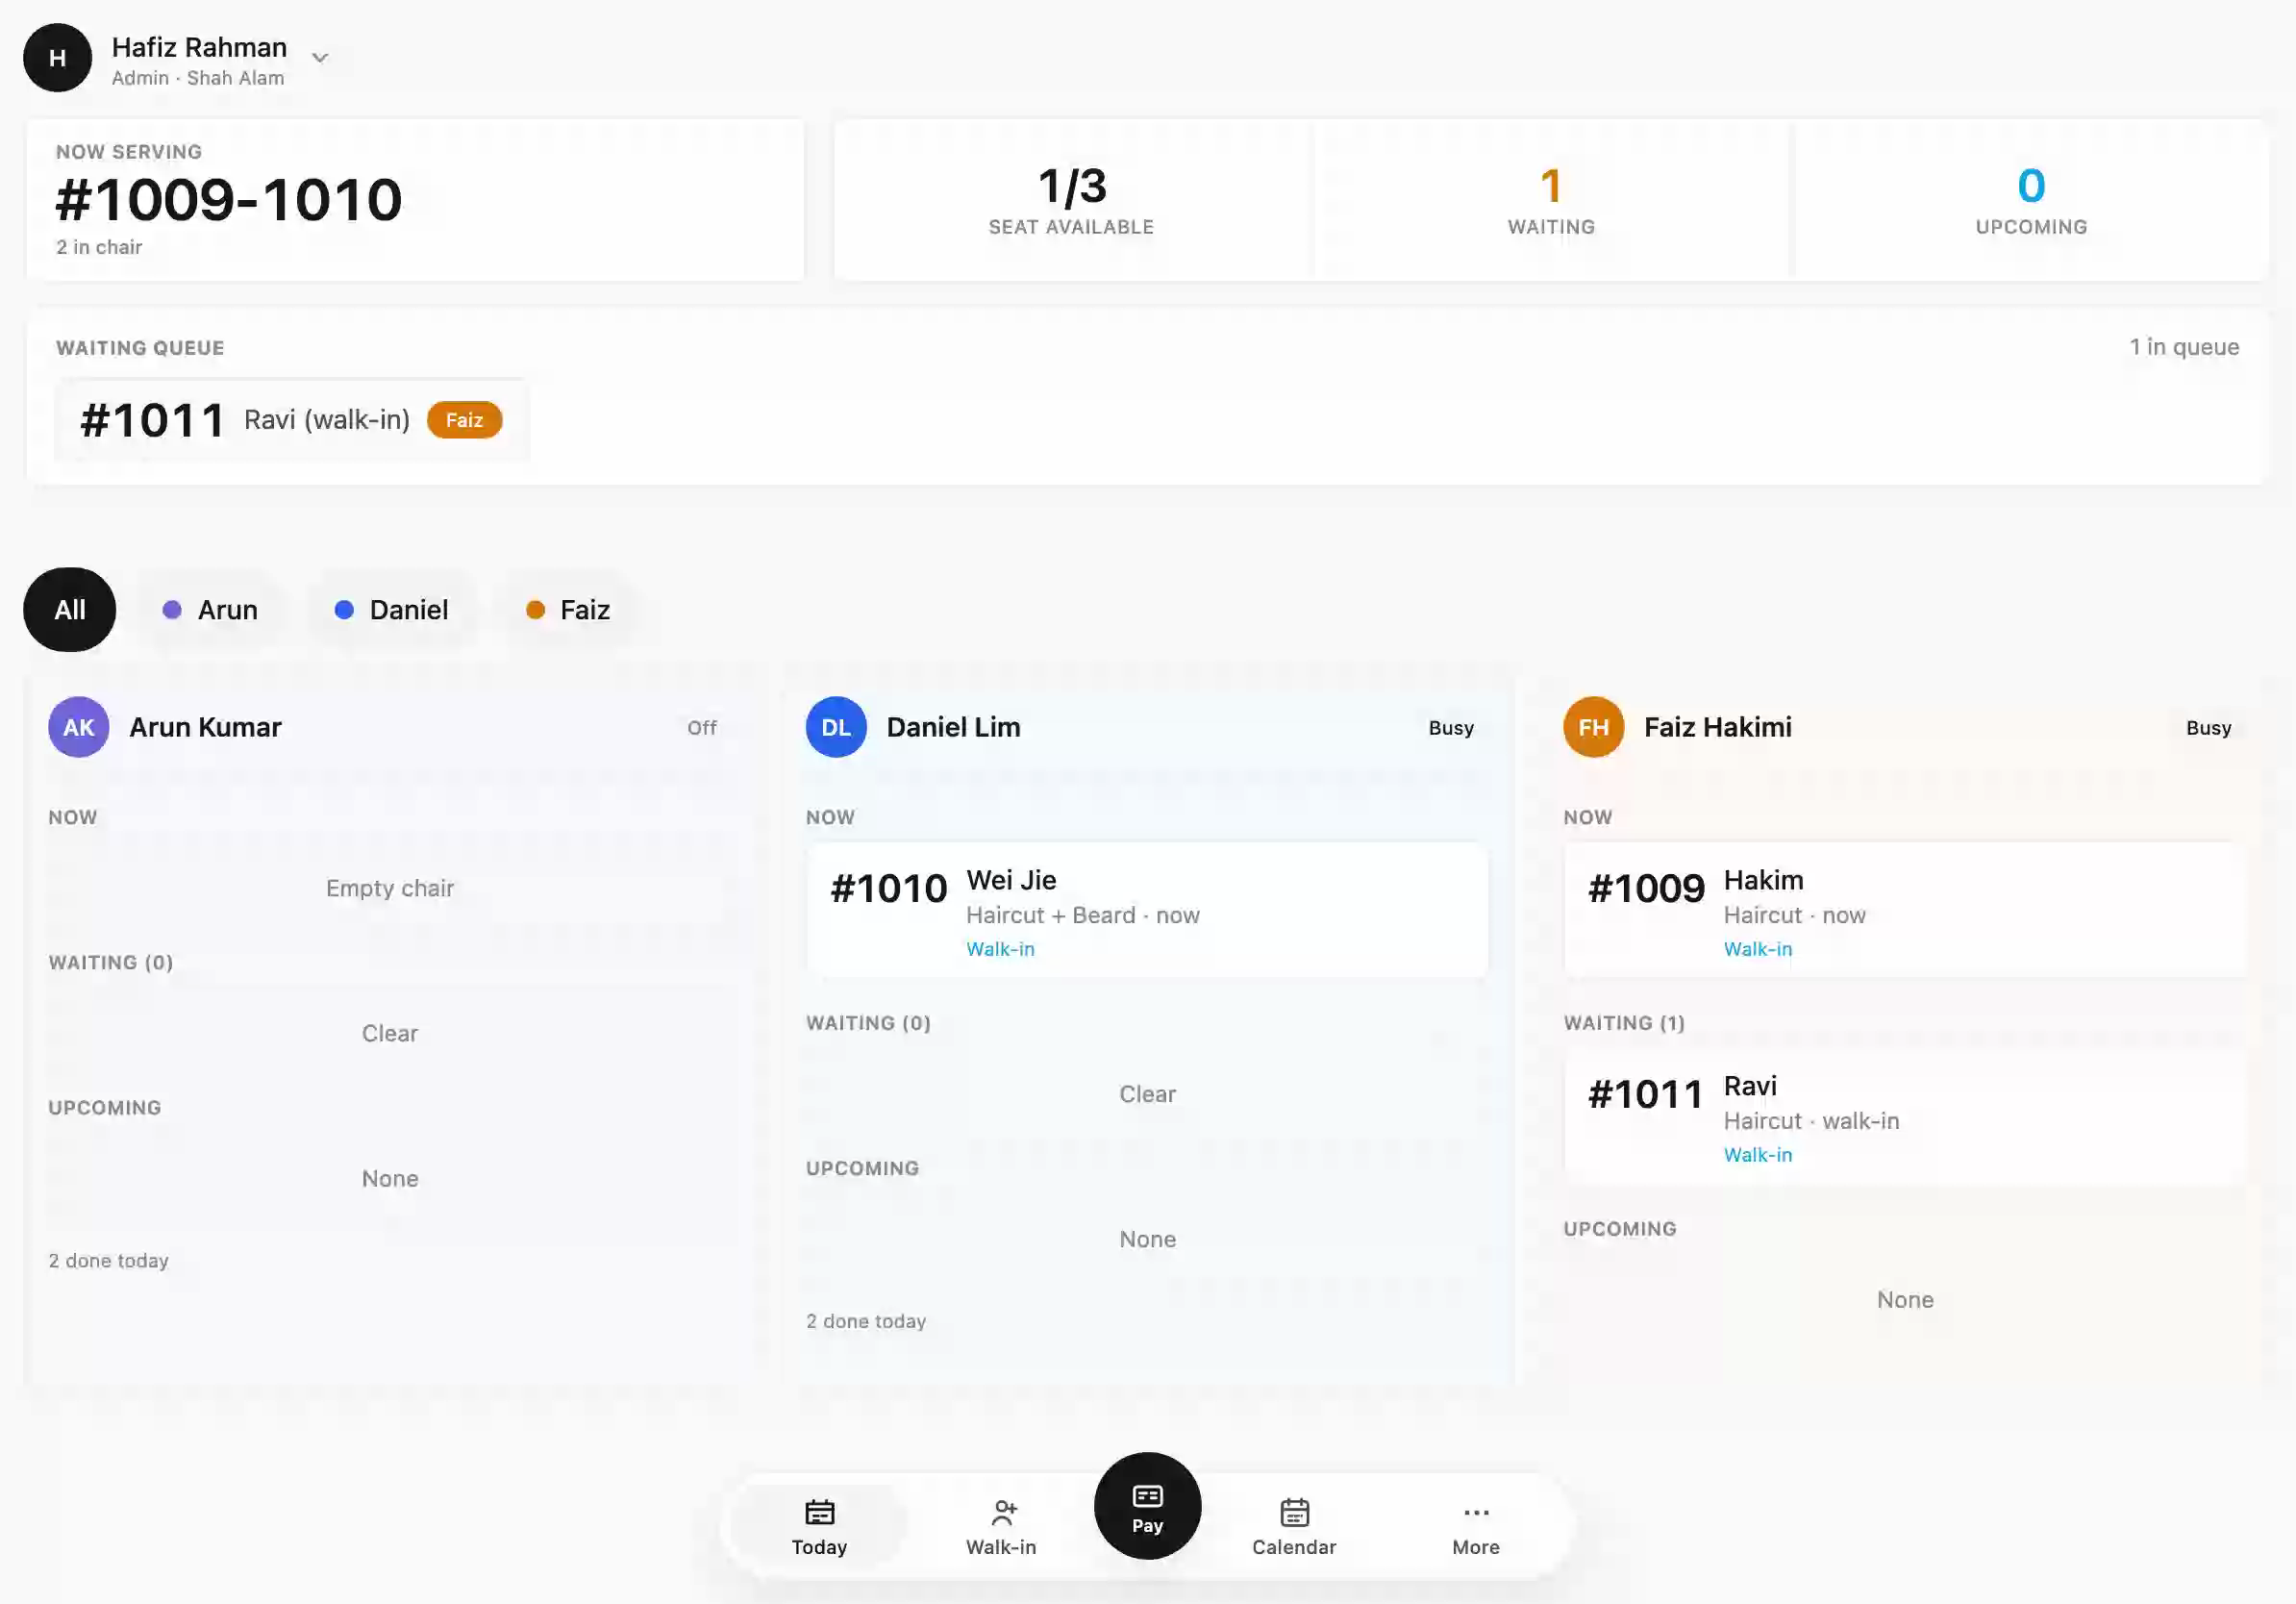 H
Hafiz Rahman
Admin · Shah Alam
NOW SERVING
#1009-1010
2 in chair
1/3
SEAT AVAILABLE
1
WAITING
0
UPCOMING
WAITING QUEUE
1 in queue
#1011 Ravi (walk-in) Faiz
All
Arun
Daniel
Faiz
AK Arun Kumar Off
NOW
Empty chair
WAITING (0)
Clear
UPCOMING
None
2 done today
DL Daniel Lim Busy
NOW
#1010 Wei Jie
Haircut + Beard · now
Walk-in
WAITING (0)
Clear
UPCOMING
None
2 done today
FH Faiz Hakimi Busy
NOW
#1009 Hakim
Haircut · now
Walk-in
WAITING (1)
#1011 Ravi
Haircut · walk-in
Walk-in
UPCOMING
None
Today
Walk-in
Pay
Calendar
More